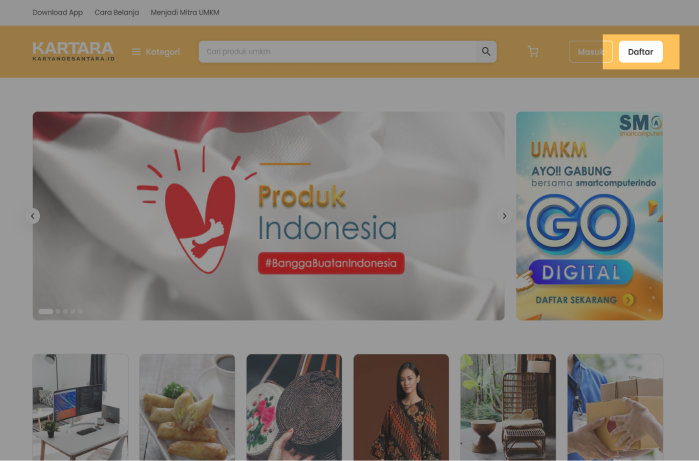 Download App Cara Belanja Menjadi Mitra UMKM
KARTARA
KARTANDESANTARA.ID
Kategori
Cari produk umkm
Masuk
Daftar
Produk
Indonesia
#BanggaBuatanIndonesia
SM
smartcomputer
UMKM
AYO!! GABUNG
bersama smartcomputerindo
GO
DIGITAL
DAFTAR SEKARANG